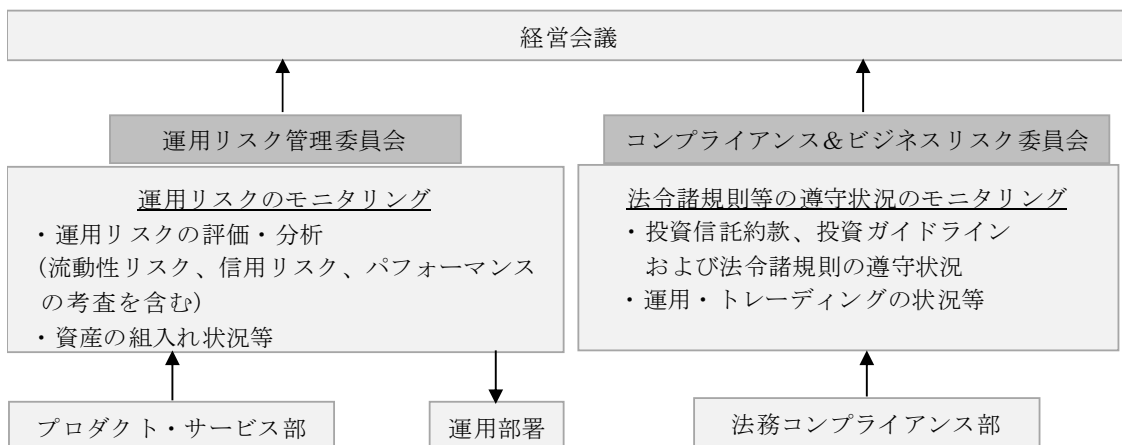 経営会議
運用リスク管理委員会
運用リスクのモニタリング
・運用リスクの評価・分析
(流動性リスク、信用リスク、パフォーマンス
の考査を含む)
・資産の組入れ状況等
コンプライアンス＆ビジネスリスク委員会
法令諸規則等の遵守状況のモニタリング
・投資信託約款、投資ガイドライン
および法令諸規則の遵守状況
・運用・トレーディングの状況等
プロダクト・サービス部
運用部署
法務コンプライアンス部